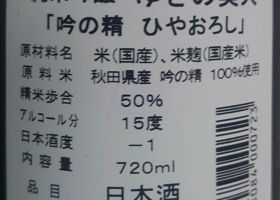 「吟の精 ひやおろし」
原材料名 米(国産)、米麹(国産米)
原料米 秋田県産 吟の精 100%使用
精米歩合 50%
アルコール分 15度
日本酒度 -1
内容量 720ml
品目 日本酒
084000723